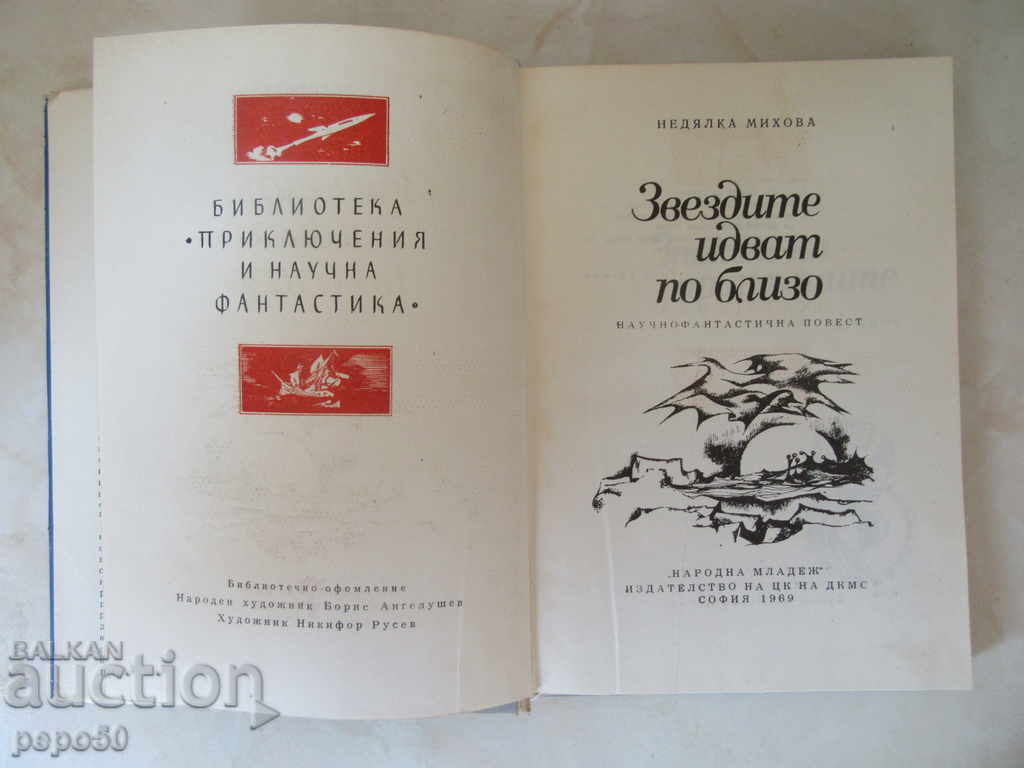 БИБЛИОТЕКА
•ПРИКЛЮЧЕНИЯ
И НАУЧНА
ФАНТАСТИКА•
Библиотечно офомление
Народен художник Борис Ангелушев
Художник Никифор Русев
НЕДЯЛКА МИХОВА
Звездите
идват
по близо
НАУЧНОФАНТАСТИЧНА ПОВЕСТ
„НАРОДНА МЛАДЕЖ“
ИЗДАТЕЛСТВО НА ЦК НА ДКМС
СОФИЯ 1969
BALKAN
auction
pepo50